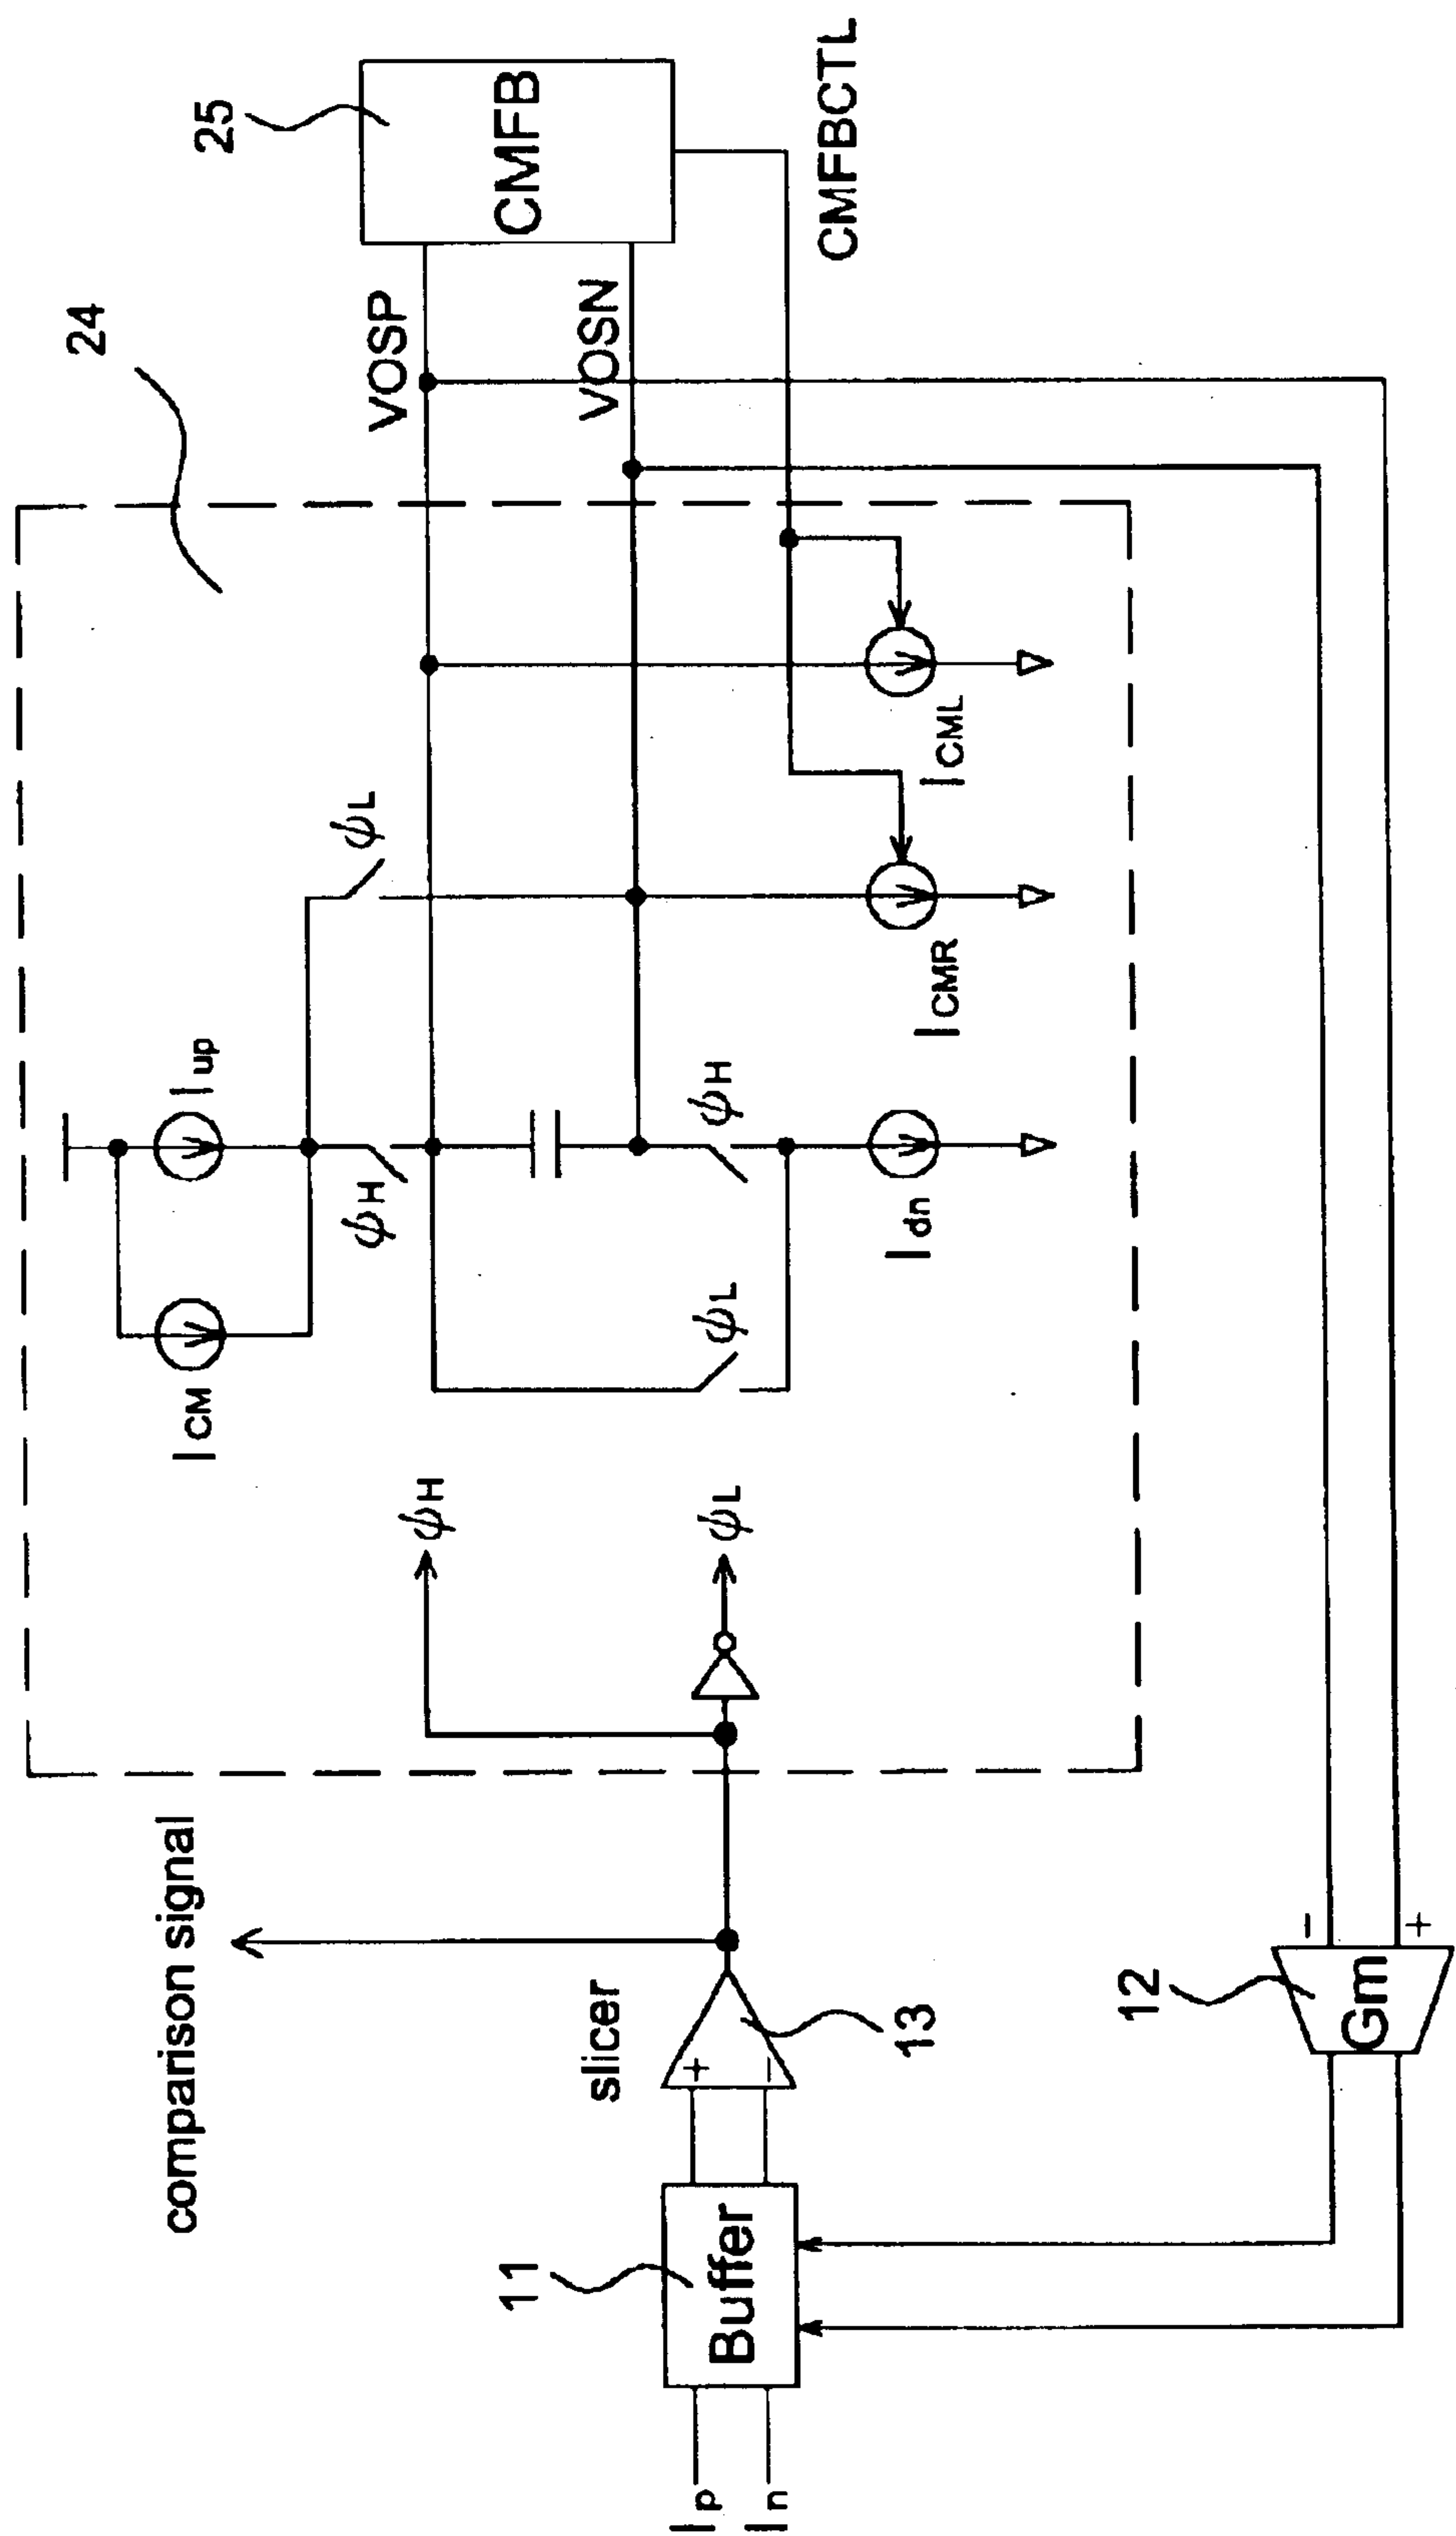 24
25
CMFB
VOSP
VOSN
CMFBCTL
ICM
Iup
ϕH
ϕL
ϕL
ϕH
Idn
ICMR
ICML
ϕH
ϕL
comparison signal
slicer
+
−
13
11
Buffer
Ip
In
12
Gm
−
+